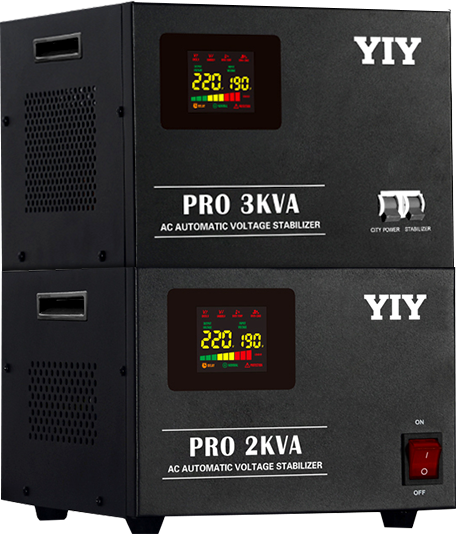 YIY
220
190
PRO 3KVA
AC AUTOMATIC VOLTAGE STABILIZER
CITY POWER STABILIZER
YIY
220
190
PRO 2KVA
AC AUTOMATIC VOLTAGE STABILIZER
ON
I
O
OFF